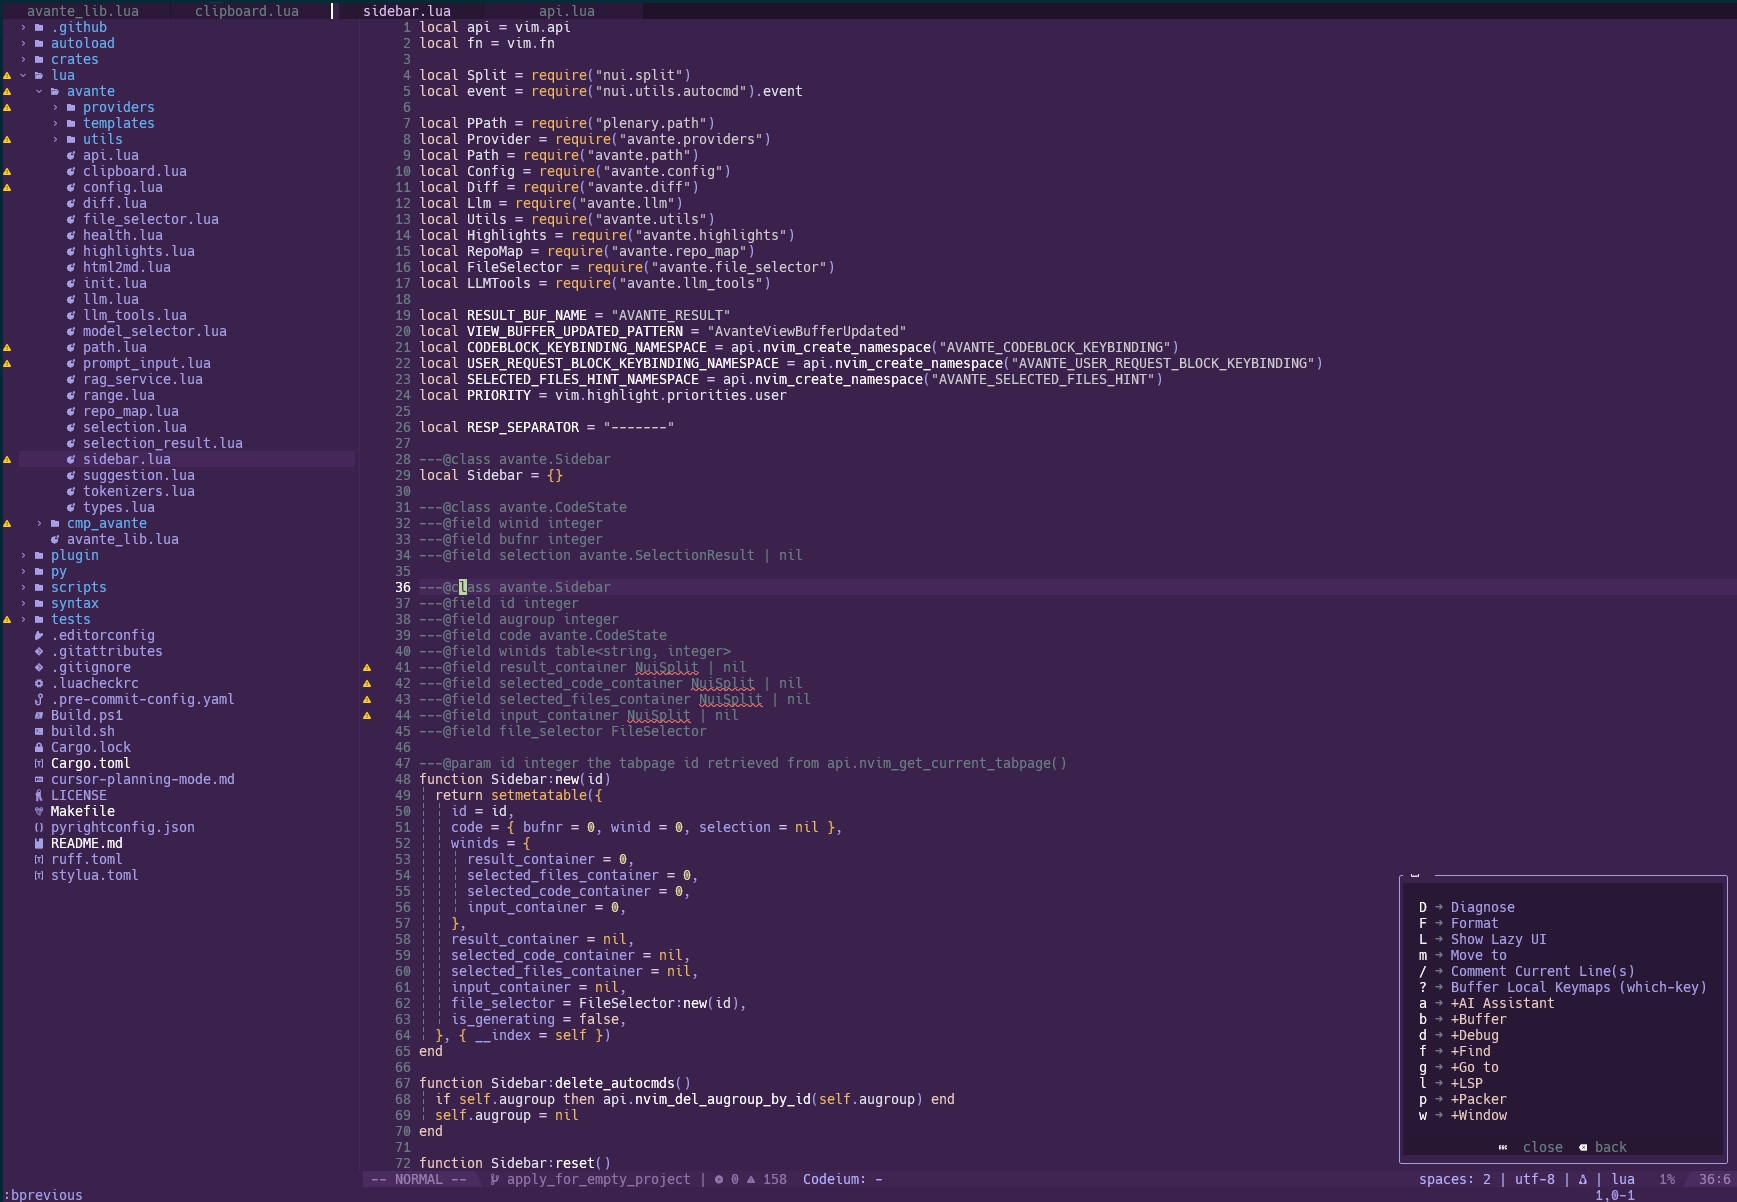 avante_lib.lua clipboard.lua sidebar.lua api.lua
.github
autoload
crates
lua
avante
providers
templates
utils
api.lua
clipboard.lua
config.lua
diff.lua
file_selector.lua
health.lua
highlights.lua
html2md.lua
init.lua
llm.lua
llm_tools.lua
model_selector.lua
path.lua
prompt_input.lua
rag_service.lua
range.lua
repo_map.lua
selection.lua
selection_result.lua
sidebar.lua
suggestion.lua
tokenizers.lua
types.lua
cmp_avante
avante_lib.lua
plugin
py
scripts
syntax
tests
.editorconfig
.gitattributes
.gitignore
.luacheckrc
.pre-commit-config.yaml
Build.ps1
build.sh
Cargo.lock
Cargo.toml
cursor-planning-mode.md
LICENSE
Makefile
pyrightconfig.json
README.md
ruff.toml
stylua.toml
1 local api = vim.api
2 local fn = vim.fn
3
4 local Split = require("nui.split")
5 local event = require("nui.utils.autocmd").event
6
7 local PPath = require("plenary.path")
8 local Provider = require("avante.providers")
9 local Path = require("avante.path")
10 local Config = require("avante.config")
11 local Diff = require("avante.diff")
12 local Llm = require("avante.llm")
13 local Utils = require("avante.utils")
14 local Highlights = require("avante.highlights")
15 local RepoMap = require("avante.repo_map")
16 local FileSelector = require("avante.file_selector")
17 local LLMTools = require("avante.llm_tools")
18
19 local RESULT_BUF_NAME = "AVANTE_RESULT"
20 local VIEW_BUFFER_UPDATED_PATTERN = "AvanteViewBufferUpdated"
21 local CODEBLOCK_KEYBINDING_NAMESPACE = api.nvim_create_namespace("AVANTE_CODEBLOCK_KEYBINDING")
22 local USER_REQUEST_BLOCK_KEYBINDING_NAMESPACE = api.nvim_create_namespace("AVANTE_USER_REQUEST_BLOCK_KEYBINDING")
23 local SELECTED_FILES_HINT_NAMESPACE = api.nvim_create_namespace("AVANTE_SELECTED_FILES_HINT")
24 local PRIORITY = vim.highlight.priorities.user
25
26 local RESP_SEPARATOR = "-------"
27
28 ---@class avante.Sidebar
29 local Sidebar = {}
30
31 ---@class avante.CodeState
32 ---@field winid integer
33 ---@field bufnr integer
34 ---@field selection avante.SelectionResult | nil
35
36 ---@class avante.Sidebar
37 ---@field id integer
38 ---@field augroup integer
39 ---@field code avante.CodeState
40 ---@field winids table<string, integer>
41 ---@field result_container NuiSplit | nil
42 ---@field selected_code_container NuiSplit | nil
43 ---@field selected_files_container NuiSplit | nil
44 ---@field input_container NuiSplit | nil
45 ---@field file_selector FileSelector
46
47 ---@param id integer the tabpage id retrieved from api.nvim_get_current_tabpage()
48 function Sidebar:new(id)
49 return setmetatable({
50 id = id,
51 code = { bufnr = 0, winid = 0, selection = nil },
52 winids = {
53 result_container = 0,
54 selected_files_container = 0,
55 selected_code_container = 0,
56 input_container = 0,
57 },
58 result_container = nil,
59 selected_code_container = nil,
60 selected_files_container = nil,
61 input_container = nil,
62 file_selector = FileSelector:new(id),
63 is_generating = false,
64 }, { __index = self })
65 end
66
67 function Sidebar:delete_autocmds()
68 if self.augroup then api.nvim_del_augroup_by_id(self.augroup) end
69 self.augroup = nil
70 end
71
72 function Sidebar:reset()
D → Diagnose
F → Format
L → Show Lazy UI
m → Move to
/ → Comment Current Line(s)
? → Buffer Local Keymaps (which-key)
a → +AI Assistant
b → +Buffer
d → +Debug
f → +Find
g → +Go to
l → +LSP
p → +Packer
w → +Window
close back
-- NORMAL -- apply_for_empty_project | 0 158 Codeium: - spaces: 2 | utf-8 | Δ | lua 1% 36:6
:bprevious 1,0-1